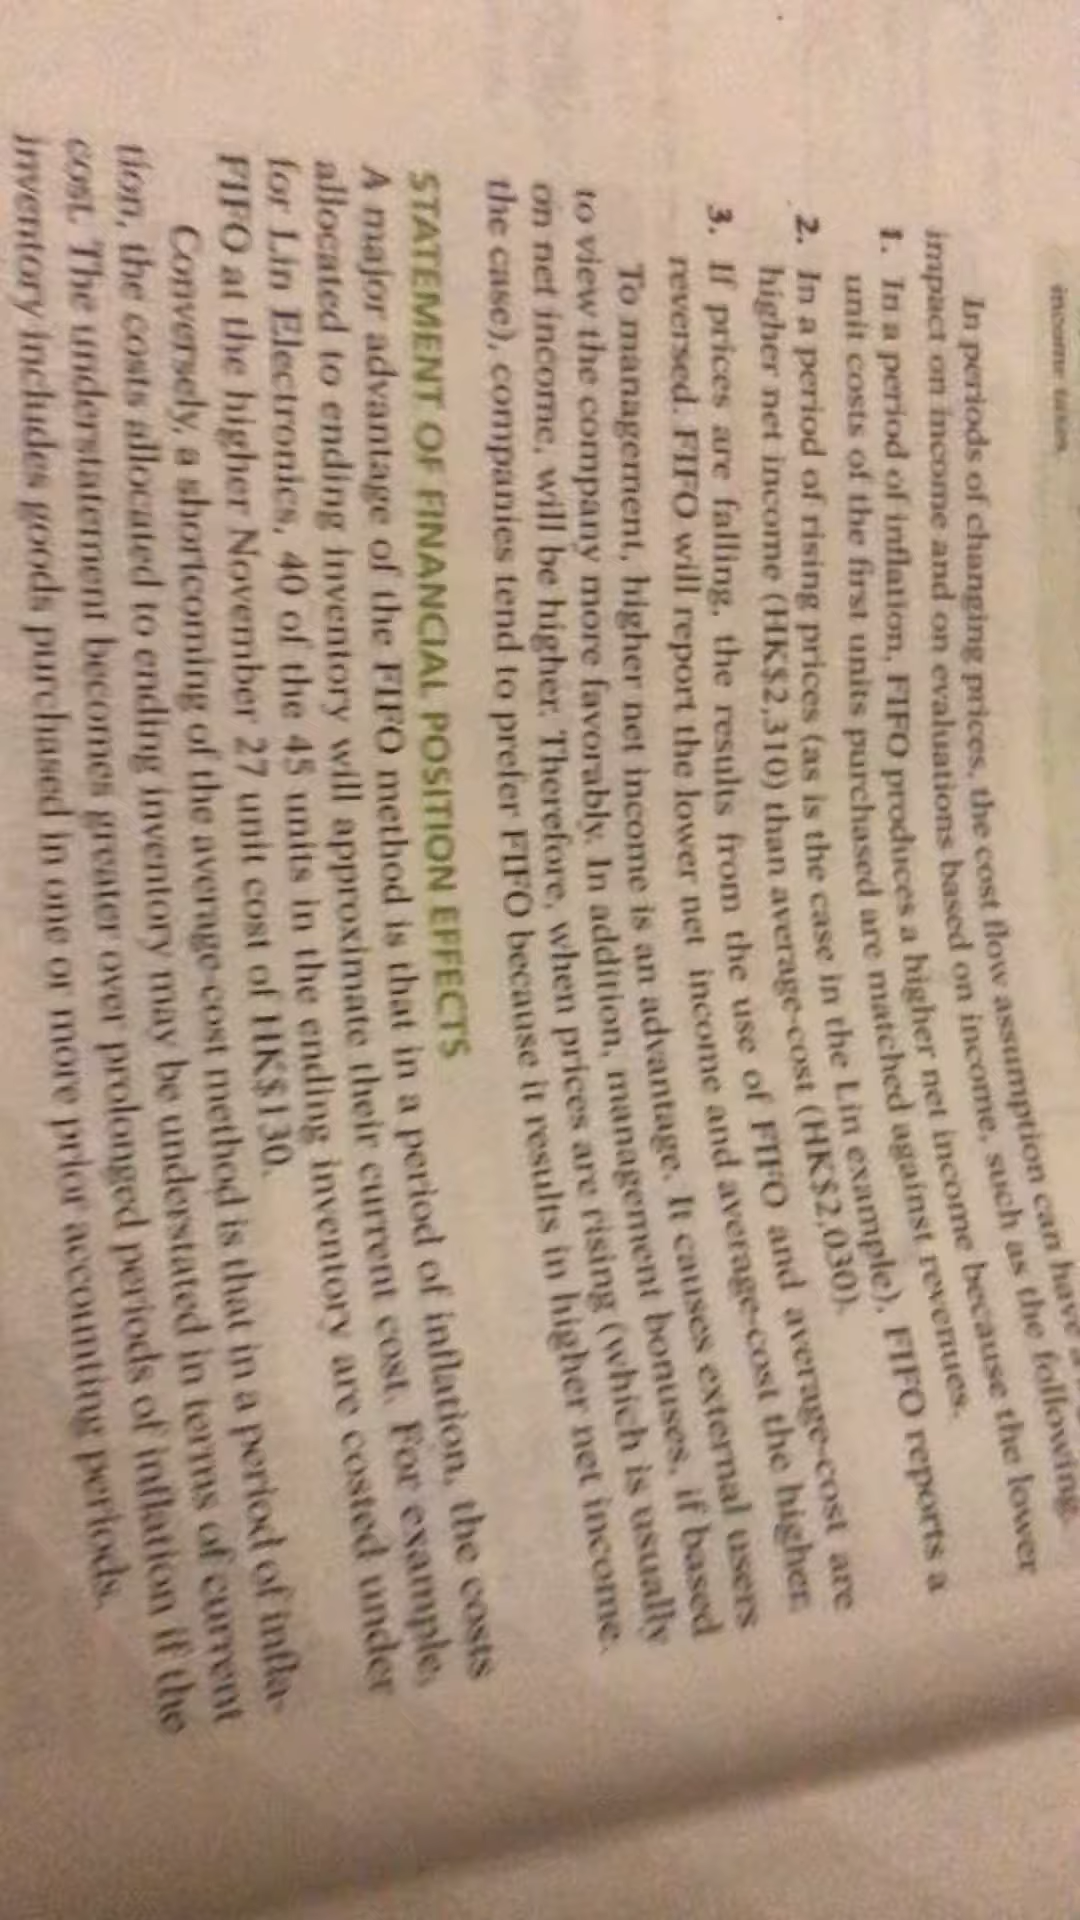 income taxes.
In periods of changing prices, the cost flow assumption can have a
impact on income and on evaluations based on income, such as the following.
1. In a period of inflation, FIFO produces a higher net income because the lower
unit costs of the first units purchased are matched against revenues.
2. In a period of rising prices (as is the case in the Lin example), FIFO reports a
higher net income (HK$2,310) than average-cost (HK$2,030).
3. If prices are falling, the results from the use of FIFO and average-cost are
reversed. FIFO will report the lower net income and average-cost the higher.
To management, higher net income is an advantage. It causes external users
to view the company more favorably. In addition, management bonuses, if based
on net income, will be higher. Therefore, when prices are rising (which is usually
the case), companies tend to prefer FIFO because it results in higher net income.
STATEMENT OF FINANCIAL POSITION EFFECTS
A major advantage of the FIFO method is that in a period of inflation, the costs
allocated to ending inventory will approximate their current cost. For example,
for Lin Electronics, 40 of the 45 units in the ending inventory are costed under
FIFO at the higher November 27 unit cost of HK$130.
Conversely, a shortcoming of the average-cost method is that in a period of infla-
tion, the costs allocated to ending inventory may be understated in terms of current
cost. The understatement becomes greater over prolonged periods of inflation if the
inventory includes goods purchased in one or more prior accounting periods.